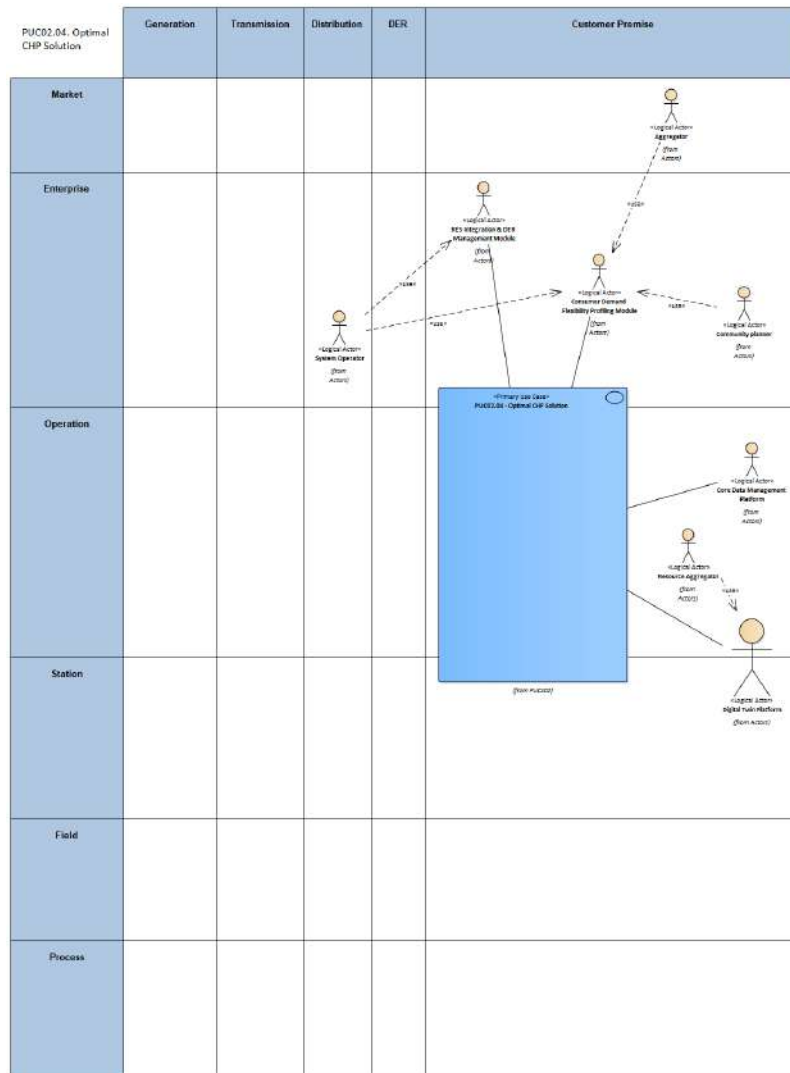 PUC02.04. Optimal
CHP Solution
Generation
Transmission
Distribution
DER
Customer Premise
Market
«Logical Actor»
Aggregator
(from
Actors)
«use»
Enterprise
«Logical Actor»
RES Integration & DER
Management Module
(from
Actors)
«use»
«Logical Actor»
Consumer Demand
Flexibility Profiling Module
(from
Actors)
«use»
«use»
«Logical Actor»
System Operator
(from
Actors)
«Logical Actor»
Community planner
(from
Actors)
«Primary Use Case»
PUC02.04 - Optimal CHP Solution
Operation
«Logical Actor»
Core Data Management
Platform
(from
Actors)
«Logical Actor»
Resource Aggregator
(from
Actors)
«use»
Station
«Logical Actor»
Digital Twin Platform
(from Actors)
Field
Process